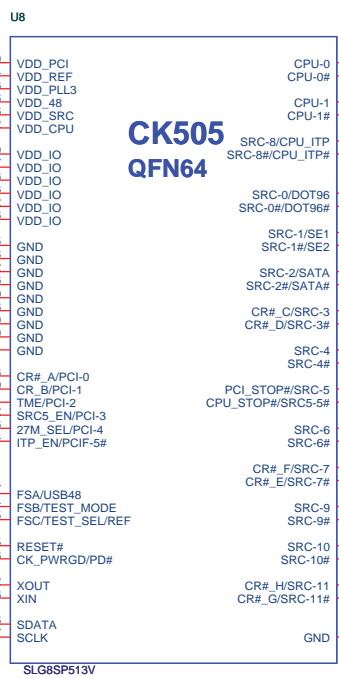 U8
VDD_PCI
VDD_REF
VDD_PLL3
VDD_48
VDD_SRC
VDD_CPU
VDD_IO
VDD_IO
VDD_IO
VDD_IO
VDD_IO
VDD_IO
GND
GND
GND
GND
GND
GND
GND
GND
GND
CR#_A/PCI-0
CR_B/PCI-1
TME/PCI-2
SRC5_EN/PCI-3
27M_SEL/PCI-4
ITP_EN/PCIF-5#
FSA/USB48
FSB/TEST_MODE
FSC/TEST_SEL/REF
RESET#
CK_PWRGD/PD#
XOUT
XIN
SDATA
SCLK
CK505
QFN64
CPU-0
CPU-0#
CPU-1
CPU-1#
SRC-8/CPU_ITP
SRC-8#/CPU_ITP#
SRC-0/DOT96
SRC-0#/DOT96#
SRC-1/SE1
SRC-1#/SE2
SRC-2/SATA
SRC-2#/SATA#
CR#_C/SRC-3
CR#_D/SRC-3#
SRC-4
SRC-4#
PCI_STOP#/SRC-5
CPU_STOP#/SRC5-5#
SRC-6
SRC-6#
CR#_F/SRC-7
CR#_E/SRC-7#
SRC-9
SRC-9#
SRC-10
SRC-10#
CR#_H/SRC-11
CR#_G/SRC-11#
GND
SLG8SP513V